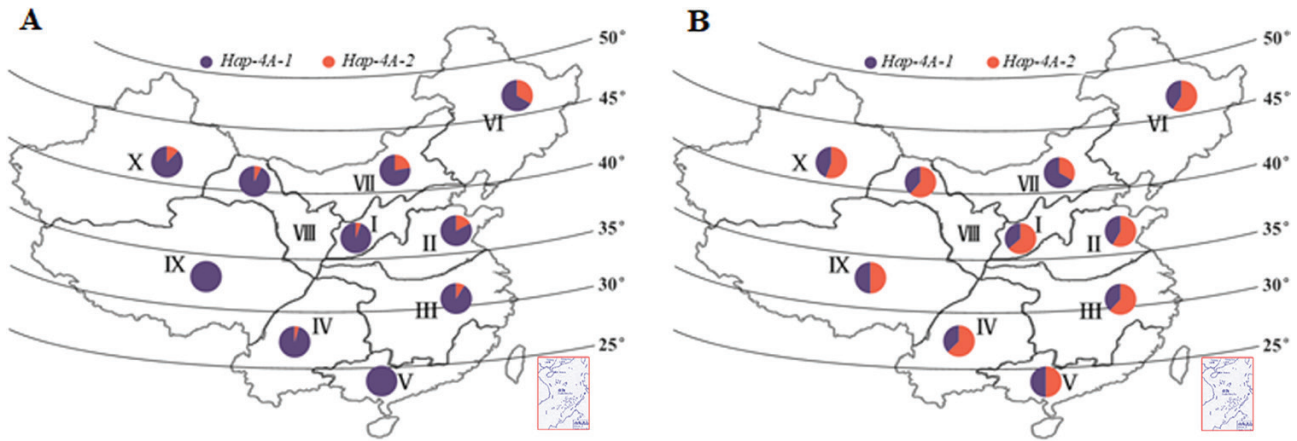 A
Hap-4A-1 Hap-4A-2
50°
45°
VI
X
40°
VII
I
VIII
II
35°
IX
30°
III
IV
25°
V
B
Hap-4A-1 Hap-4A-2
50°
45°
VI
X
40°
VII
I
VIII
II
35°
IX
30°
III
IV
25°
V